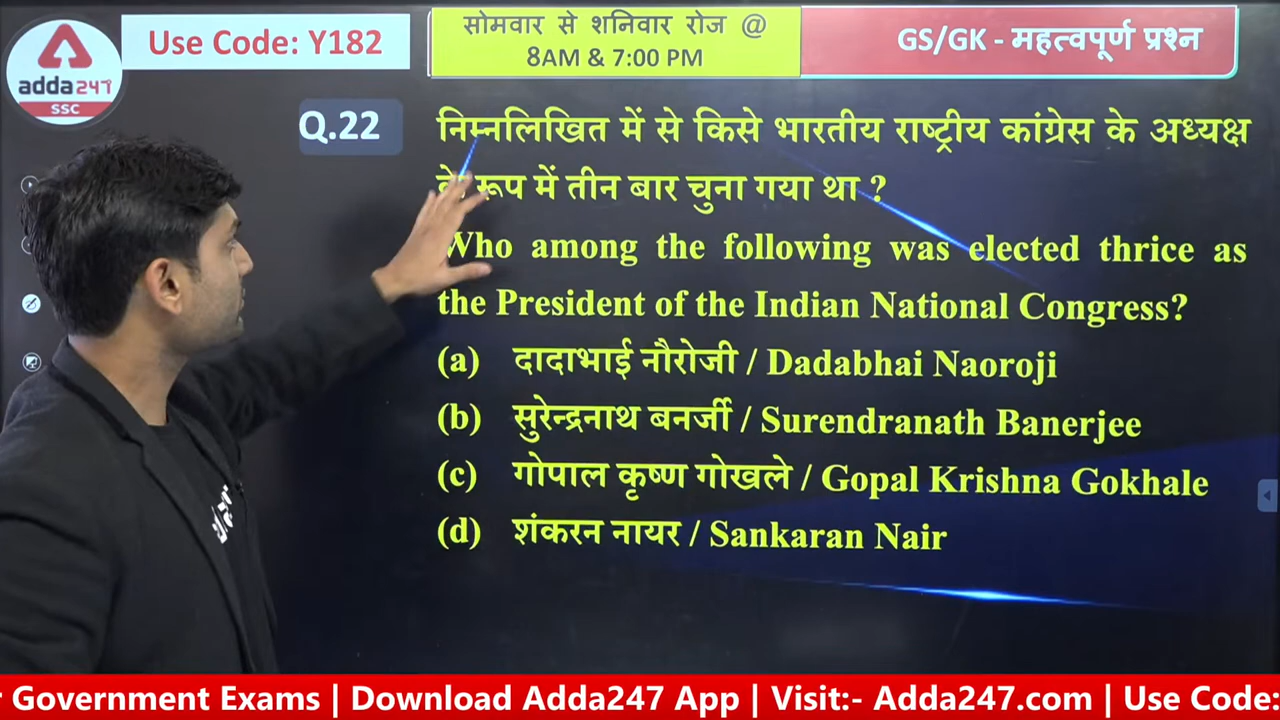 adda247
SSC
Use Code: Y182
सोमवार से शनिवार रोज @
8AM & 7:00 PM
GS/GK - महत्वपूर्ण प्रश्न
Q.22
निम्नलिखित में से किसे भारतीय राष्ट्रीय कांग्रेस के अध्यक्ष
रूप में तीन बार चुना गया था ?
Who among the following was elected thrice as
the President of the Indian National Congress?
(a) दादाभाई नौरोजी / Dadabhai Naoroji
(b) सुरेन्द्रनाथ बनर्जी / Surendranath Banerjee
(c) गोपाल कृष्ण गोखले / Gopal Krishna Gokhale
(d) शंकरन नायर / Sankaran Nair
Government Exams | Download Adda247 App | Visit:- Adda247.com | Use Code: